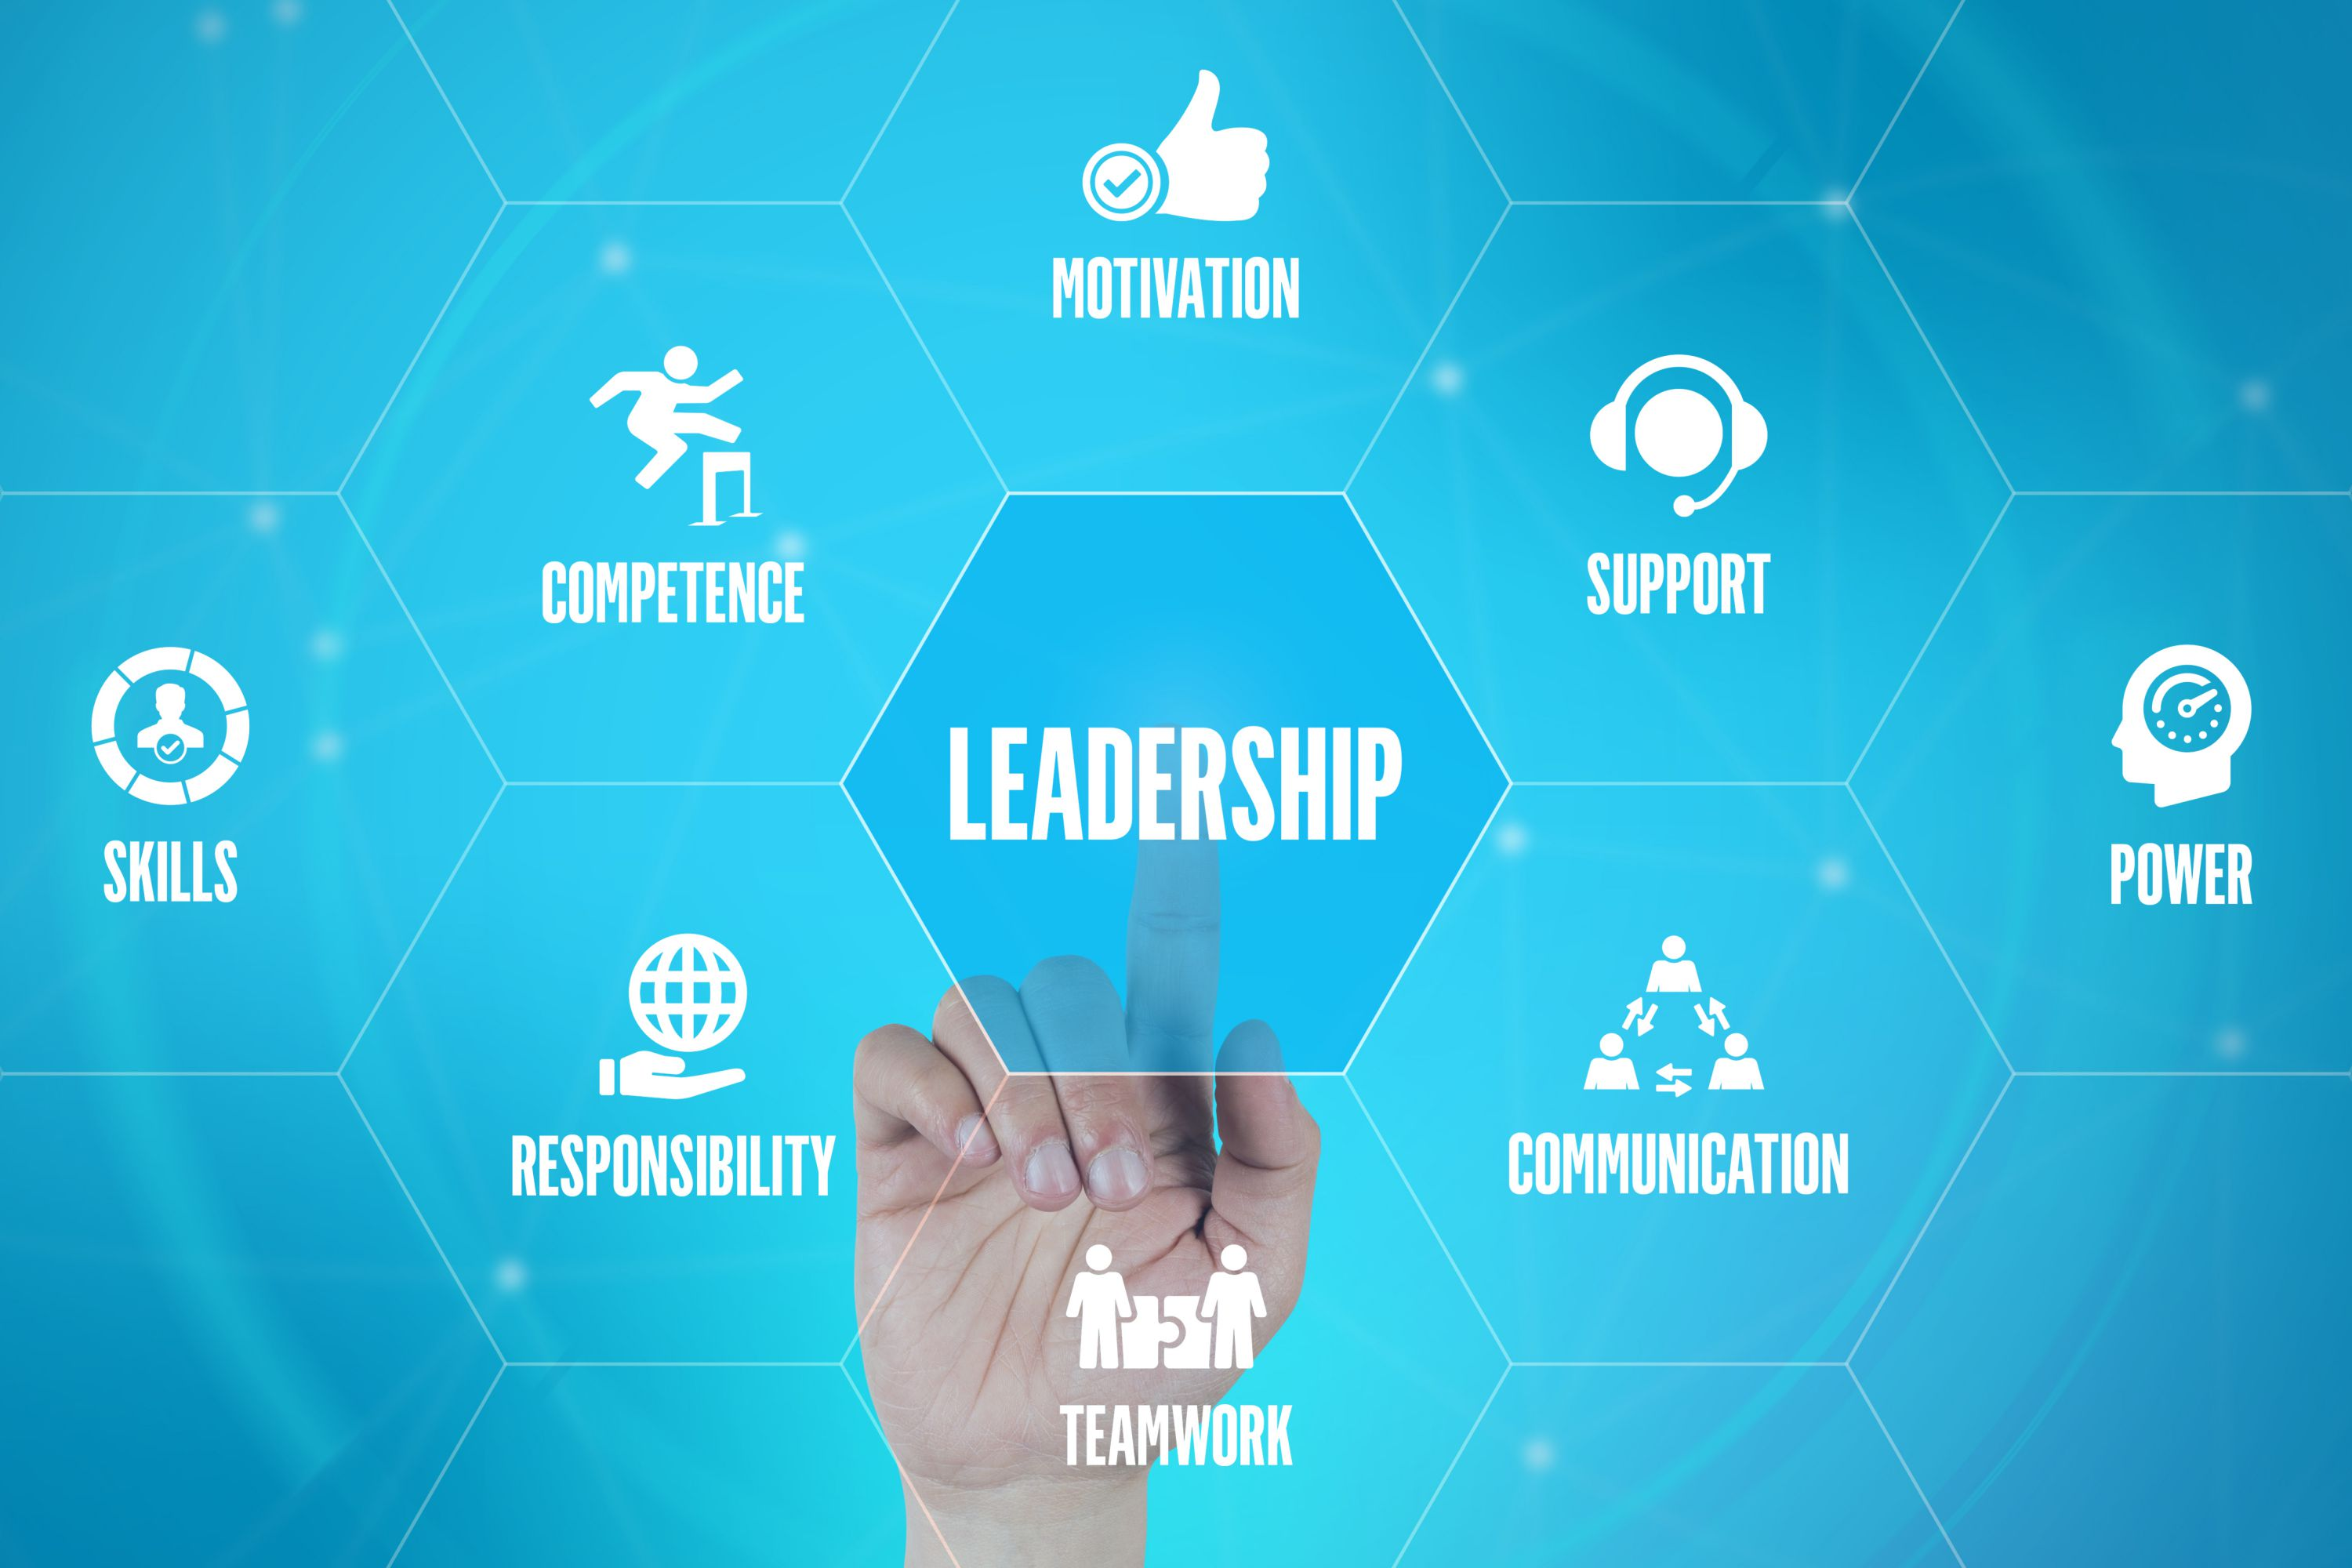 MOTIVATION
COMPETENCE
SUPPORT
LEADERSHIP
SKILLS
POWER
RESPONSIBILITY
COMMUNICATION
TEAMWORK